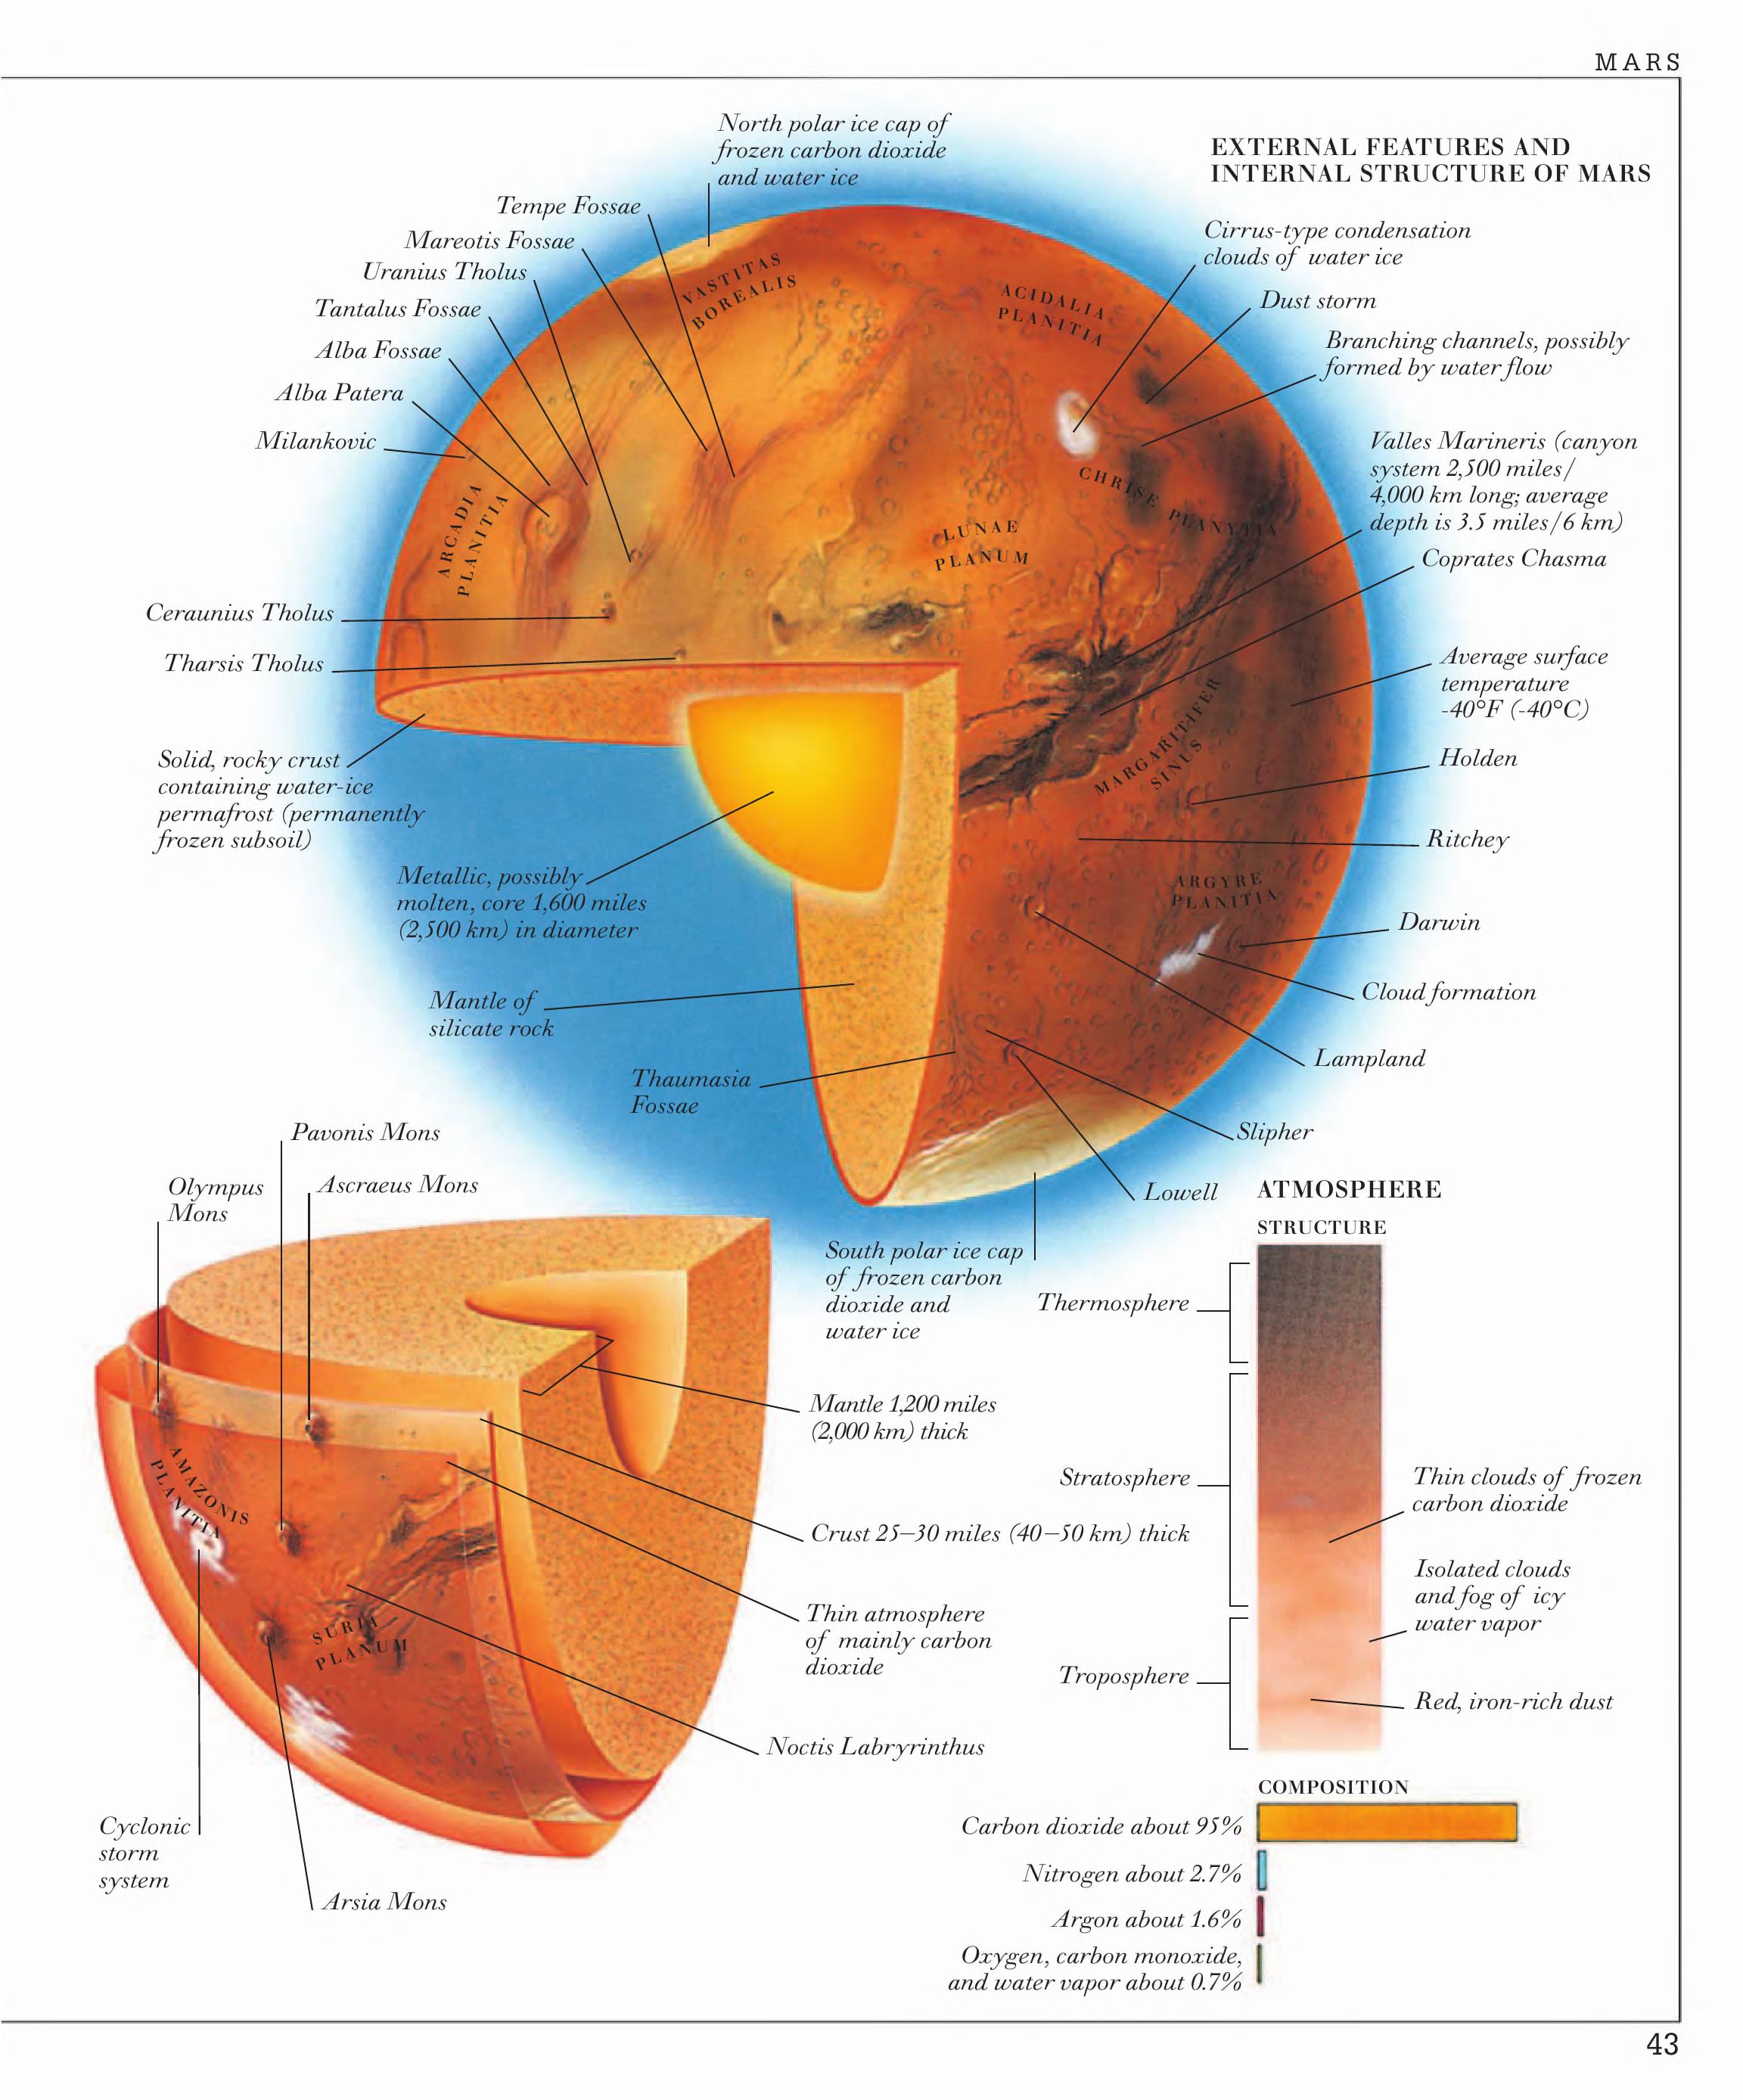 MARS
EXTERNAL FEATURES AND
INTERNAL STRUCTURE OF MARS
North polar ice cap of
frozen carbon dioxide
and water ice
Tempe Fossae
Mareotis Fossae
Uranius Tholus
Tantalus Fossae
Alba Fossae
Alba Patera
Milankovic
Ceraunius Tholus
Tharsis Tholus
Solid, rocky crust
containing water-ice
permafrost (permanently
frozen subsoil)
Metallic, possibly
molten, core 1,600 miles
(2,500 km) in diameter
Mantle of
silicate rock
Thaumasia
Fossae
VASTITAS
BOREALIS
ACIDALIA
PLANITIA
ARCADIA
PLANITIA
CHRISE PLANYTIA
LUNAE
PLANUM
MARGARITIFER
SINUS
ARGYRE
PLANITIA
Cirrus-type condensation
clouds of water ice
Dust storm
Branching channels, possibly
formed by water flow
Valles Marineris (canyon
system 2,500 miles/
4,000 km long; average
depth is 3.5 miles/6 km)
Coprates Chasma
Average surface
temperature
-40°F (-40°C)
Holden
Ritchey
Darwin
Cloud formation
Lampland
Slipher
Lowell
South polar ice cap
of frozen carbon
dioxide and
water ice
Pavonis Mons
Olympus
Mons
Ascraeus Mons
AMAZONIS
PLANITIA
SURIA
PLANUM
Mantle 1,200 miles
(2,000 km) thick
Crust 25–30 miles (40–50 km) thick
Thin atmosphere
of mainly carbon
dioxide
Noctis Labryrinthus
Cyclonic
storm
system
Arsia Mons
ATMOSPHERE
STRUCTURE
Thermosphere
Stratosphere
Troposphere
Thin clouds of frozen
carbon dioxide
Isolated clouds
and fog of icy
water vapor
Red, iron-rich dust
COMPOSITION
Carbon dioxide about 95%
Nitrogen about 2.7%
Argon about 1.6%
Oxygen, carbon monoxide,
and water vapor about 0.7%
43